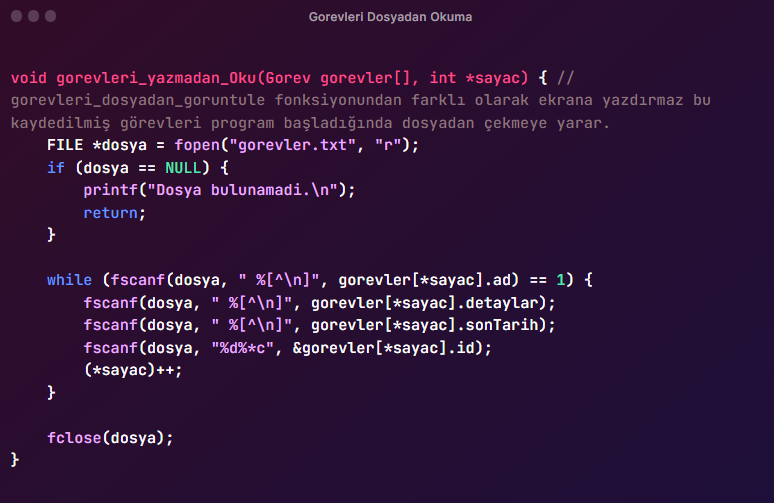 Gorevleri Dosyadan Okuma
void gorevleri_yazmadan_Oku(Gorev gorevler[], int *sayac) { //
gorevleri_dosyadan_goruntule fonksiyonundan farklı olarak ekrana yazdırmaz bu
kaydedilmiş görevleri program başladığında dosyadan çekmeye yarar.
    FILE *dosya = fopen("gorevler.txt", "r");
    if (dosya == NULL) {
        printf("Dosya bulunamadi.\n");
        return;
    }

    while (fscanf(dosya, " %[^\n]", gorevler[*sayac].ad) == 1) {
        fscanf(dosya, " %[^\n]", gorevler[*sayac].detaylar);
        fscanf(dosya, " %[^\n]", gorevler[*sayac].sonTarih);
        fscanf(dosya, "%d%*c", &gorevler[*sayac].id);
        (*sayac)++;
    }

    fclose(dosya);
}